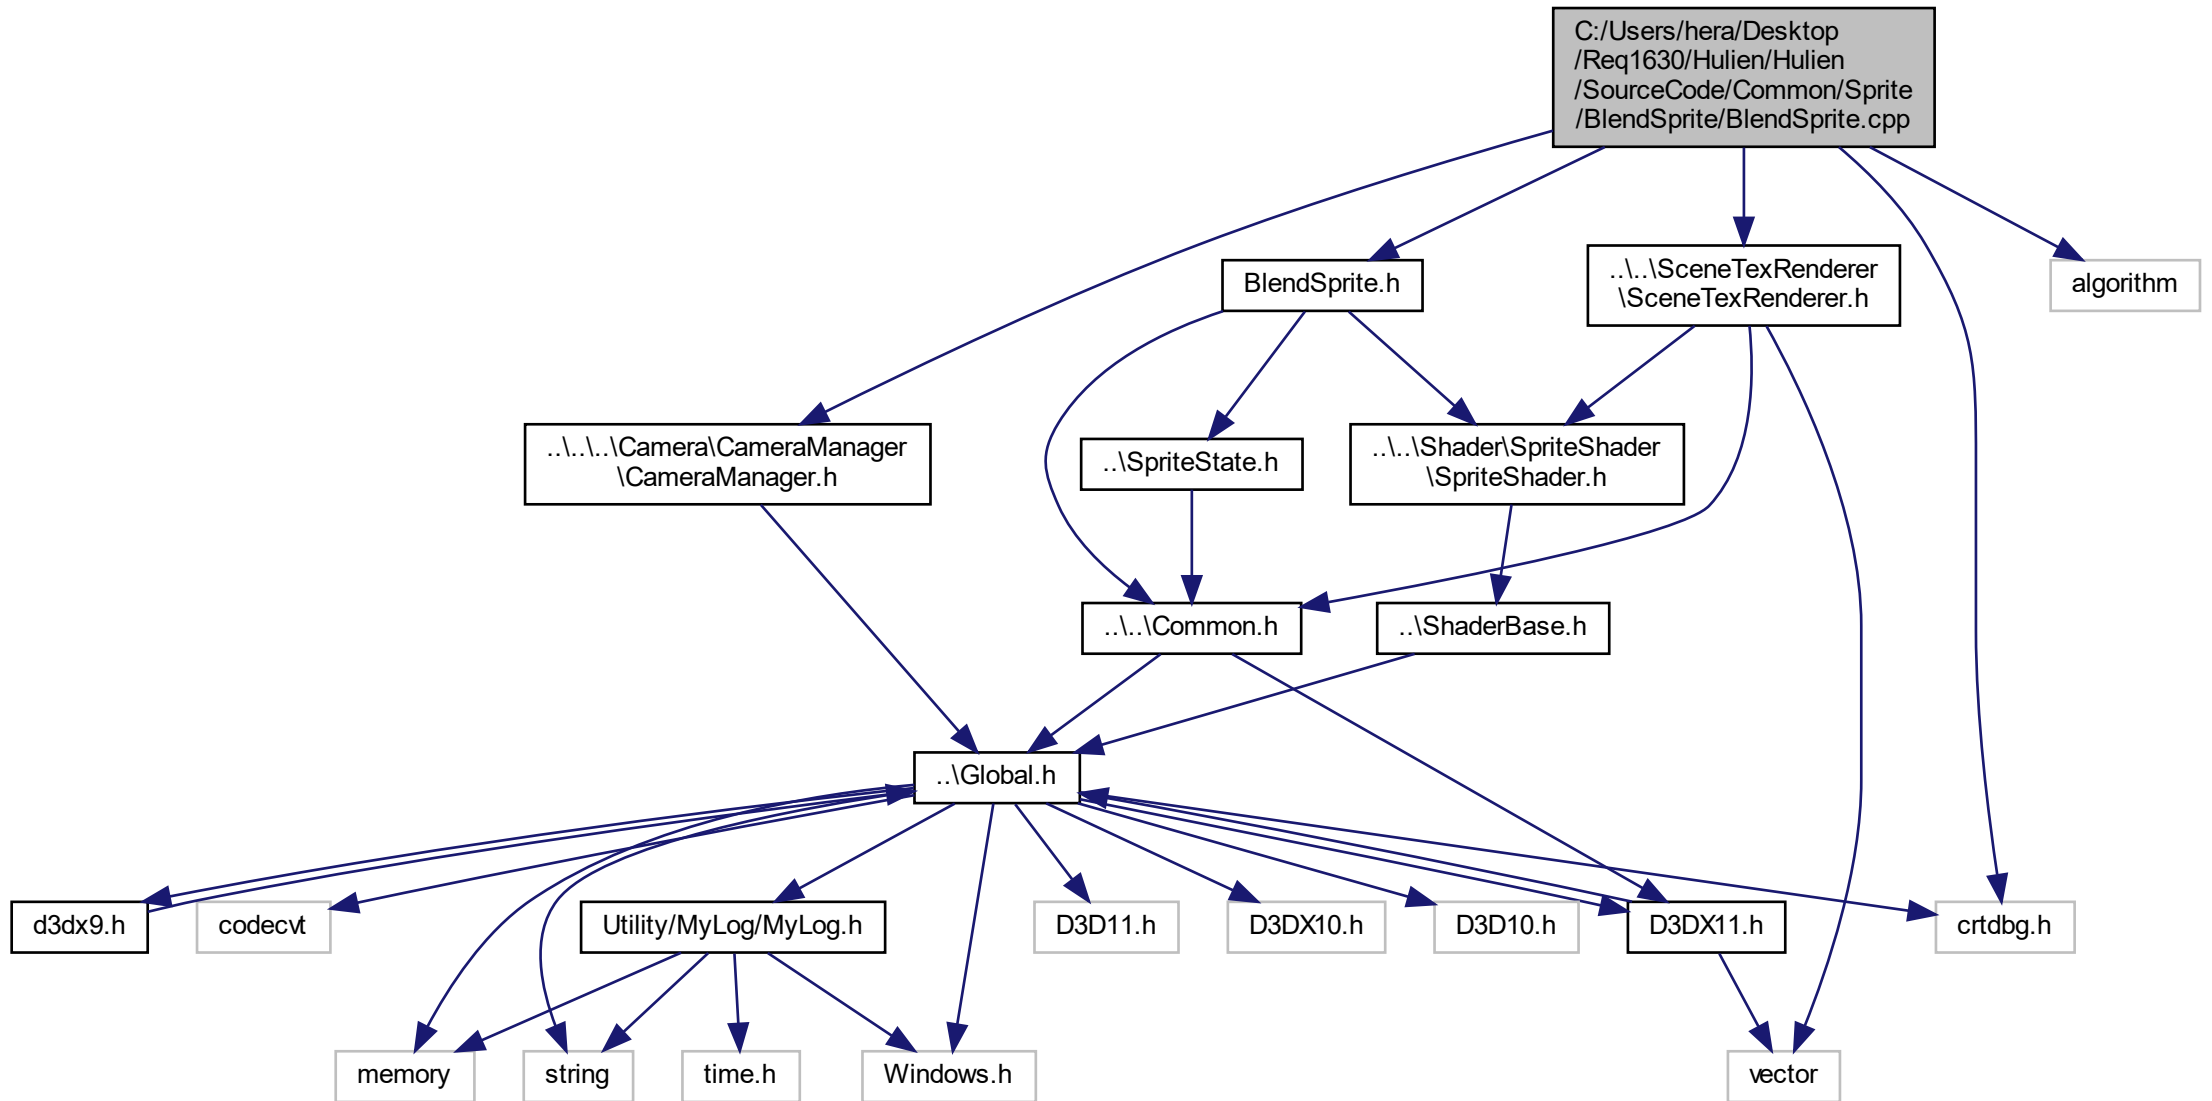 C:/Users/hera/Desktop
/Req1630/Hulien/Hulien
/SourceCode/Common/Sprite
/BlendSprite/BlendSprite.cpp
BlendSprite.h
..\..\SceneTexRenderer
\SceneTexRenderer.h
algorithm
..\..\..\Camera\CameraManager
\CameraManager.h
..\SpriteState.h
..\..\Shader\SpriteShader
\SpriteShader.h
..\..\Common.h
..\ShaderBase.h
..\Global.h
d3dx9.h
codecvt
Utility/MyLog/MyLog.h
D3D11.h
D3DX10.h
D3D10.h
D3DX11.h
crtdbg.h
memory
string
time.h
Windows.h
vector